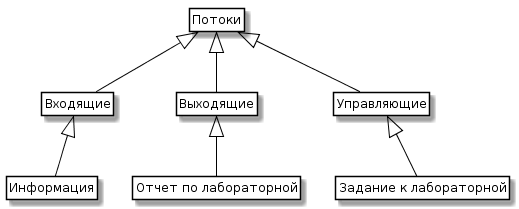 Потоки
Входящие
Выходящие
Управляющие
Информация
Отчет по лабораторной
Задание к лабораторной